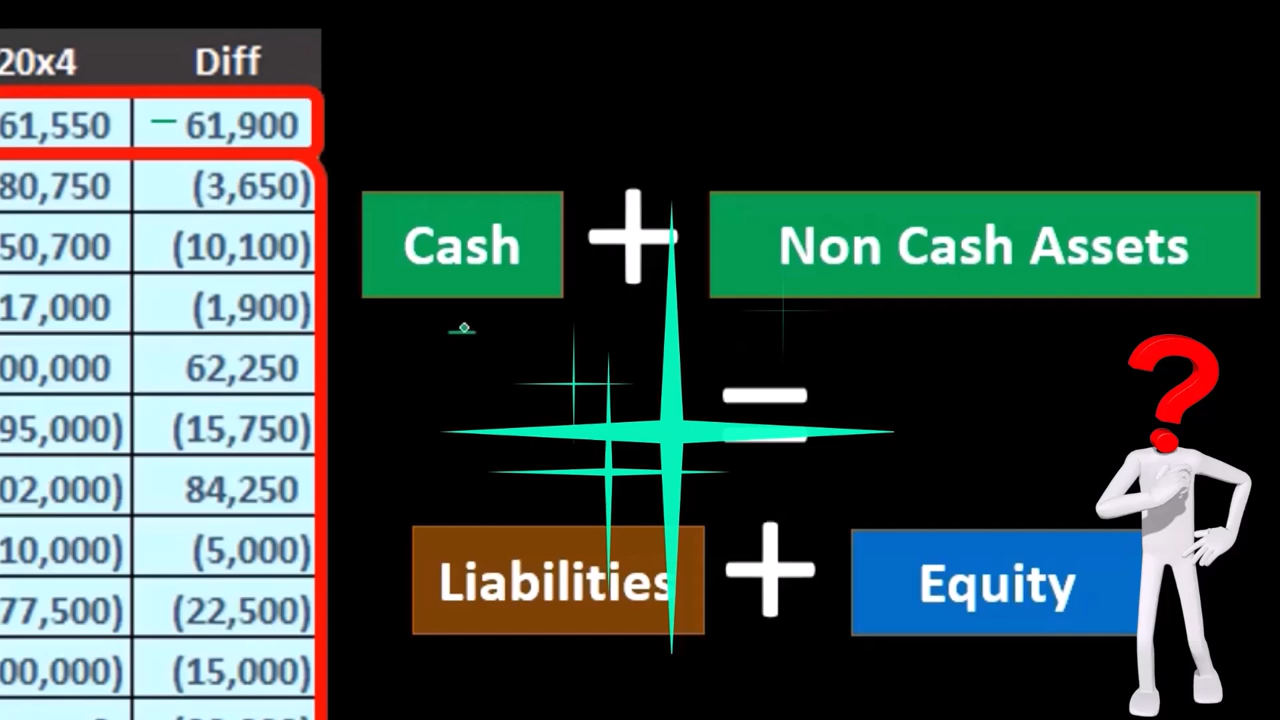 20x4 Diff
61,550 — 61,900
80,750 (3,650)
50,700 (10,100)
17,000 (1,900)
00,000 62,250
95,000) (15,750)
02,000) 84,250
10,000) (5,000)
77,500) (22,500)
00,000) (15,000)
Cash + Non Cash Assets
=
Liabilities + Equity
?